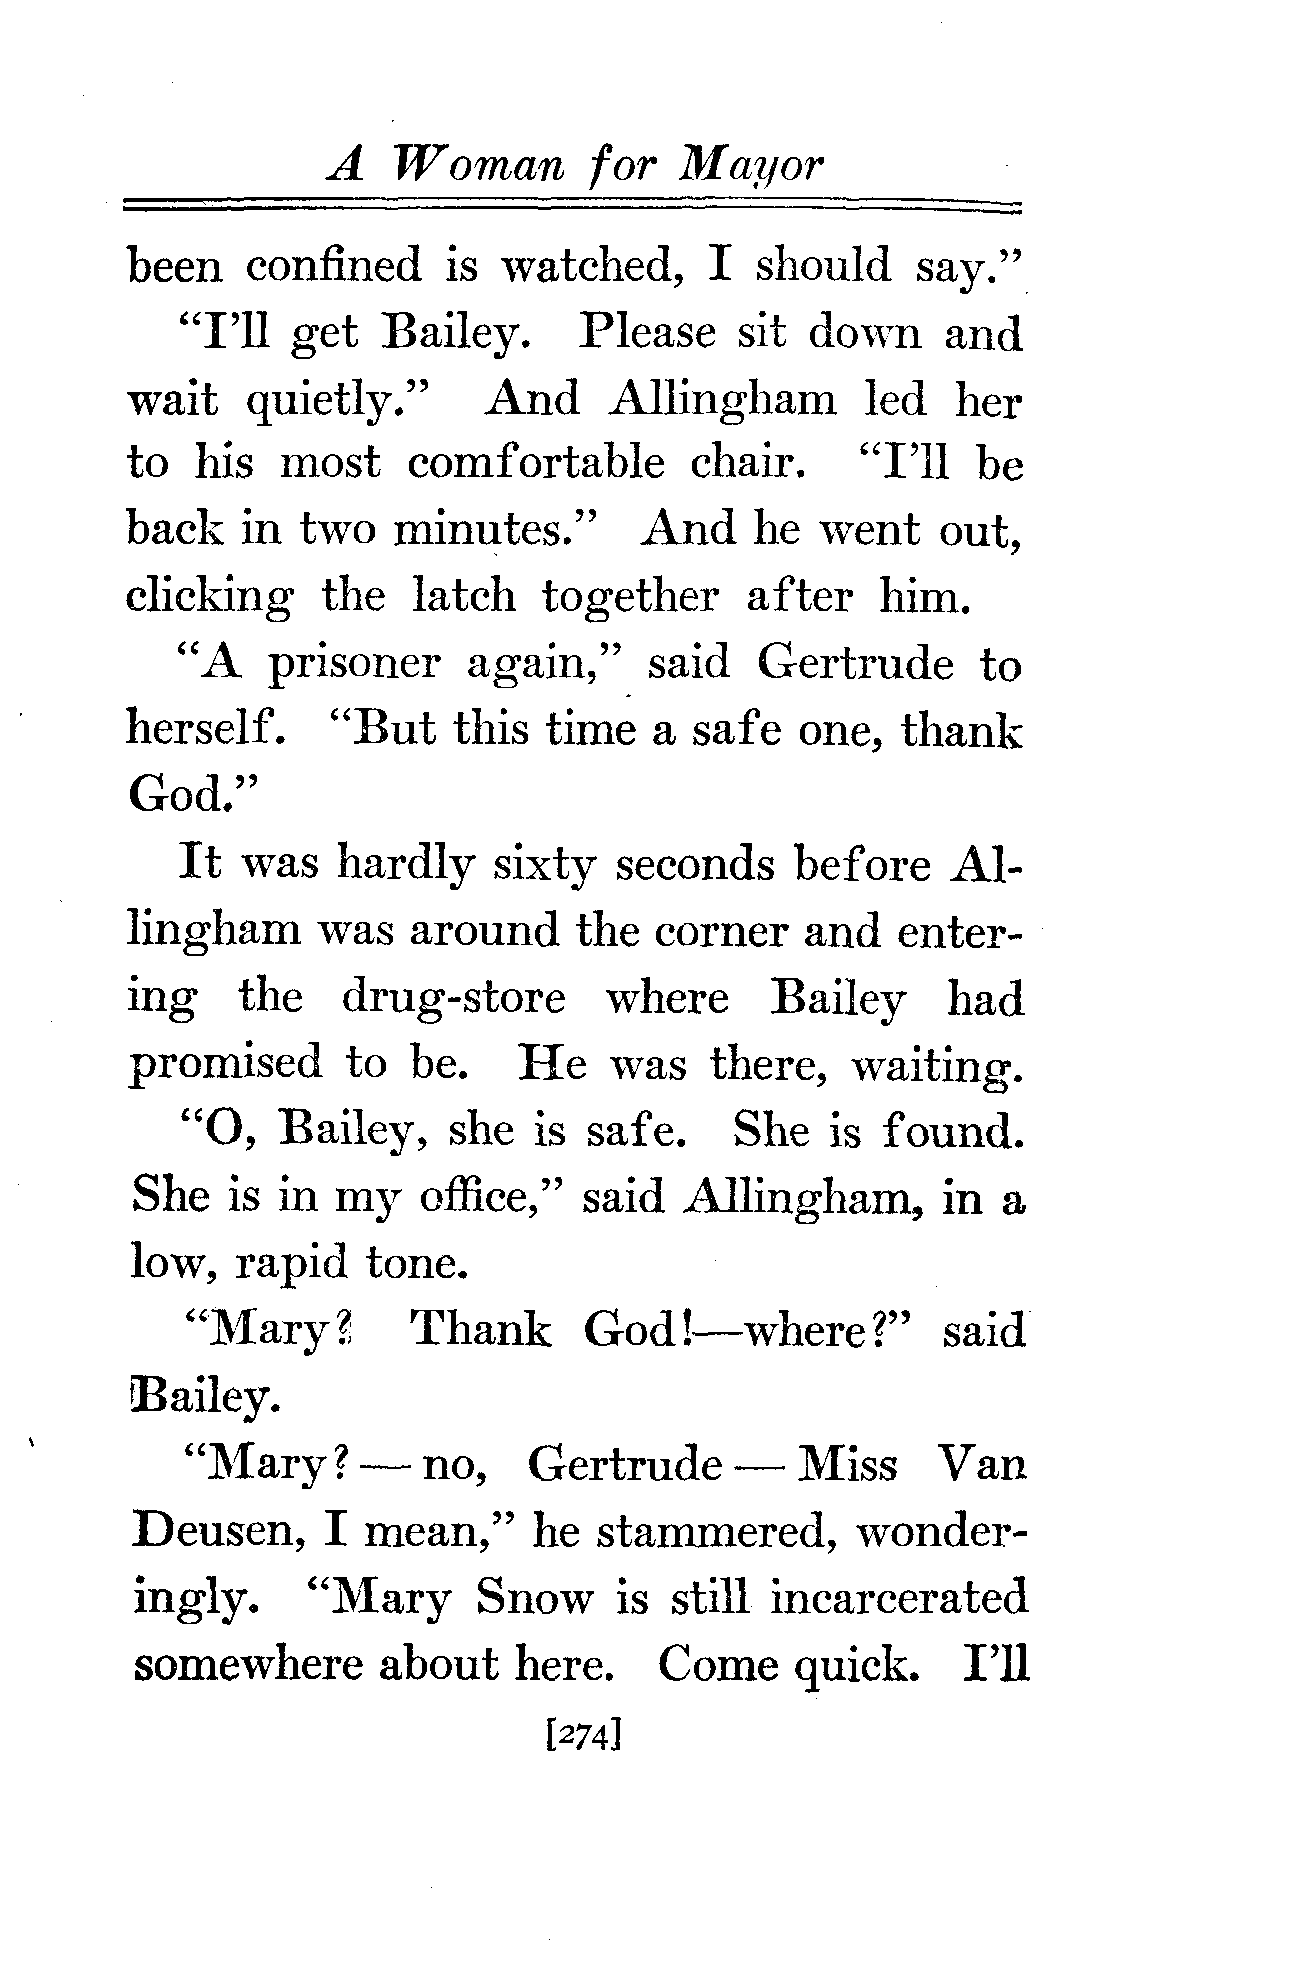 A Woman for Mayor
been confined is watched, I should say.”
“I’ll get Bailey. Please sit down and
wait quietly.” And Allingham led her
to his most comfortable chair. “I’ll be
back in two minutes.” And he went out,
clicking the latch together after him.
“A prisoner again,” said Gertrude to
herself. “But this time a safe one, thank
God.”
It was hardly sixty seconds before Al-
lingham was around the corner and enter-
ing the drug-store where Bailey had
promised to be. He was there, waiting.
“O, Bailey, she is safe. She is found.
She is in my office,” said Allingham, in a
low, rapid tone.
“Mary? Thank God!—where?” said
Bailey.
“Mary?—no, Gertrude—Miss Van
Deusen, I mean,” he stammered, wonder-
ingly. “Mary Snow is still incarcerated
somewhere about here. Come quick. I’ll
[274]